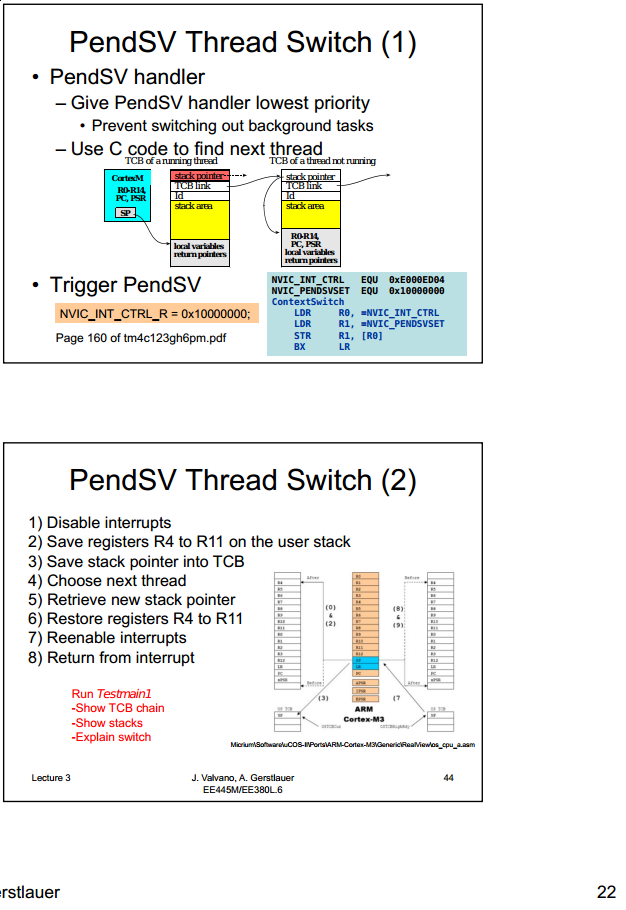 PendSV Thread Switch (1)
• PendSV handler
– Give PendSV handler lowest priority
• Prevent switching out background tasks
– Use C code to find next thread
TCB of a running thread
TCB of a thread not running
CortexM
R0-R14,
PC, PSR
SP
stack pointer
TCB link
Id
stack area
local variables
return pointers
stack pointer
TCB link
Id
stack area
R0-R14,
PC, PSR
local variables
return pointers
• Trigger PendSV
NVIC_INT_CTRL_R = 0x10000000;
Page 160 of tm4c123gh6pm.pdf
NVIC_INT_CTRL EQU 0xE000ED04
NVIC_PENDSVSET EQU 0x10000000
ContextSwitch
LDR R0, =NVIC_INT_CTRL
LDR R1, =NVIC_PENDSVSET
STR R1, [R0]
BX LR
PendSV Thread Switch (2)
1) Disable interrupts
2) Save registers R4 to R11 on the user stack
3) Save stack pointer into TCB
4) Choose next thread
5) Retrieve new stack pointer
6) Restore registers R4 to R11
7) Reenable interrupts
8) Return from interrupt
Run Testmain1
-Show TCB chain
-Show stacks
-Explain switch
After
Before
(0)
&
(2)
(8)
&
(9)
Before
After
(3)
(7
ARM
Cortex-M3
Micrium\Software\uCOS-II\Ports\ARM-Cortex-M3\Generic\RealView\os_cpu_a.asm
Lecture 3
J. Valvano, A. Gerstlauer
EE445M/EE380L.6
44
erstlauer
22